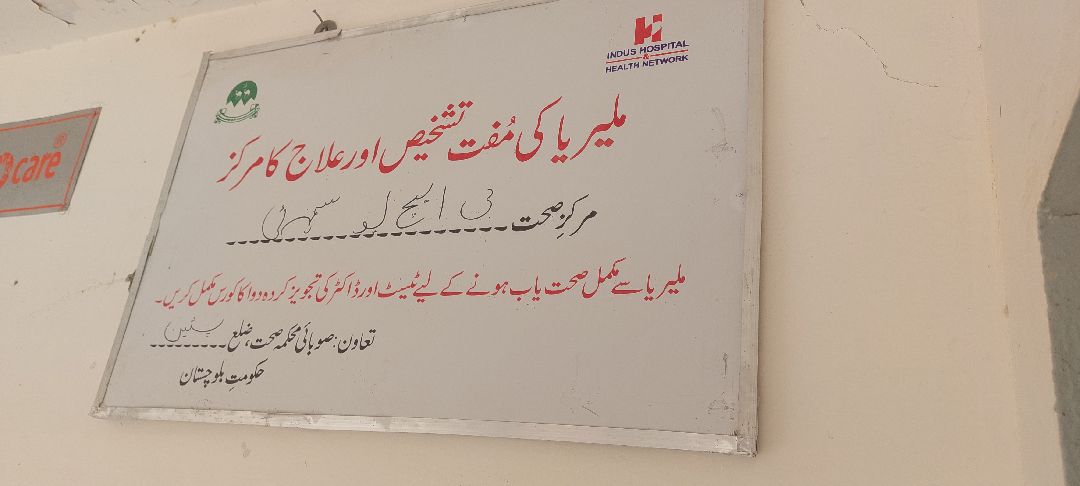 INDUS HOSPITAL
&
HEALTH NETWORK
care®
ملیریا کی مُفت تشخیص اور علاج کا مرکز
مرکزِ صحت بی ایچ یو سمہزئی
ملیریا سے مکمل صحت یاب ہونے کے لیے ٹیسٹ اور ڈاکٹر کی تجویز کردہ دوا کا کورس مکمل کریں۔
تعاون: صوبائی محکمہ صحت، ضلع پشین
حکومتِ بلوچستان